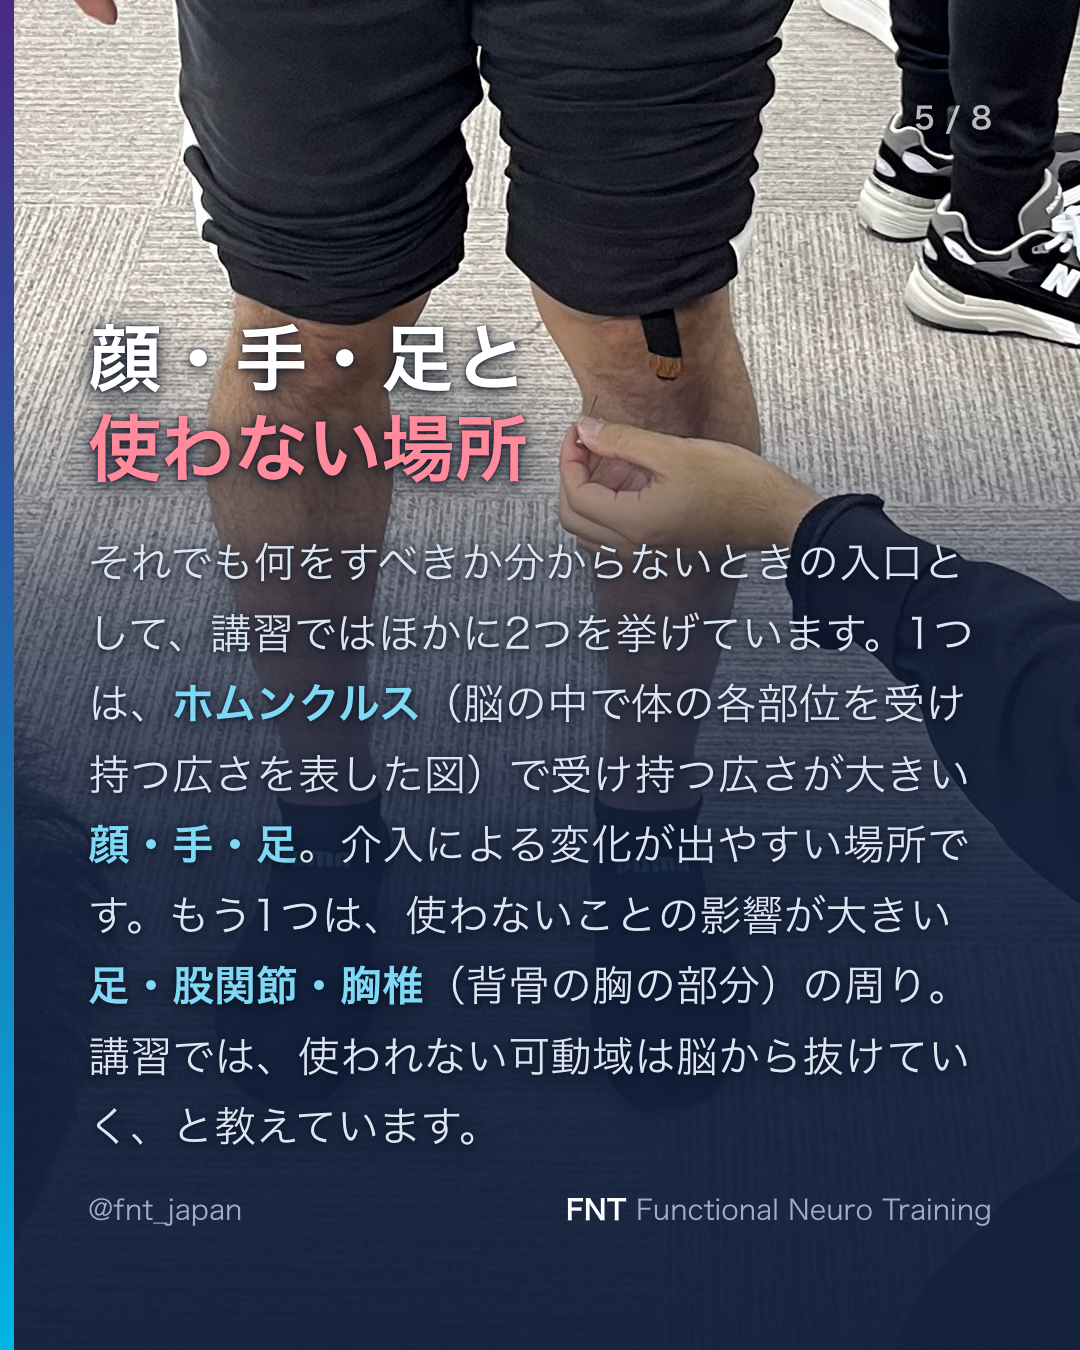 5 / 8
顔・手・足と
使わない場所
それでも何をすべきか分からないときの入口と
して、講習ではほかに2つを挙げています。1つ
は、ホムンクルス（脳の中で体の各部位を受け
持つ広さを表した図）で受け持つ広さが大きい
顔・手・足。介入による変化が出やすい場所で
す。もう1つは、使わないことの影響が大きい
足・股関節・胸椎（背骨の胸の部分）の周り。
講習では、使われない可動域は脳から抜けてい
く、と教えています。
@fnt_japan
FNT Functional Neuro Training